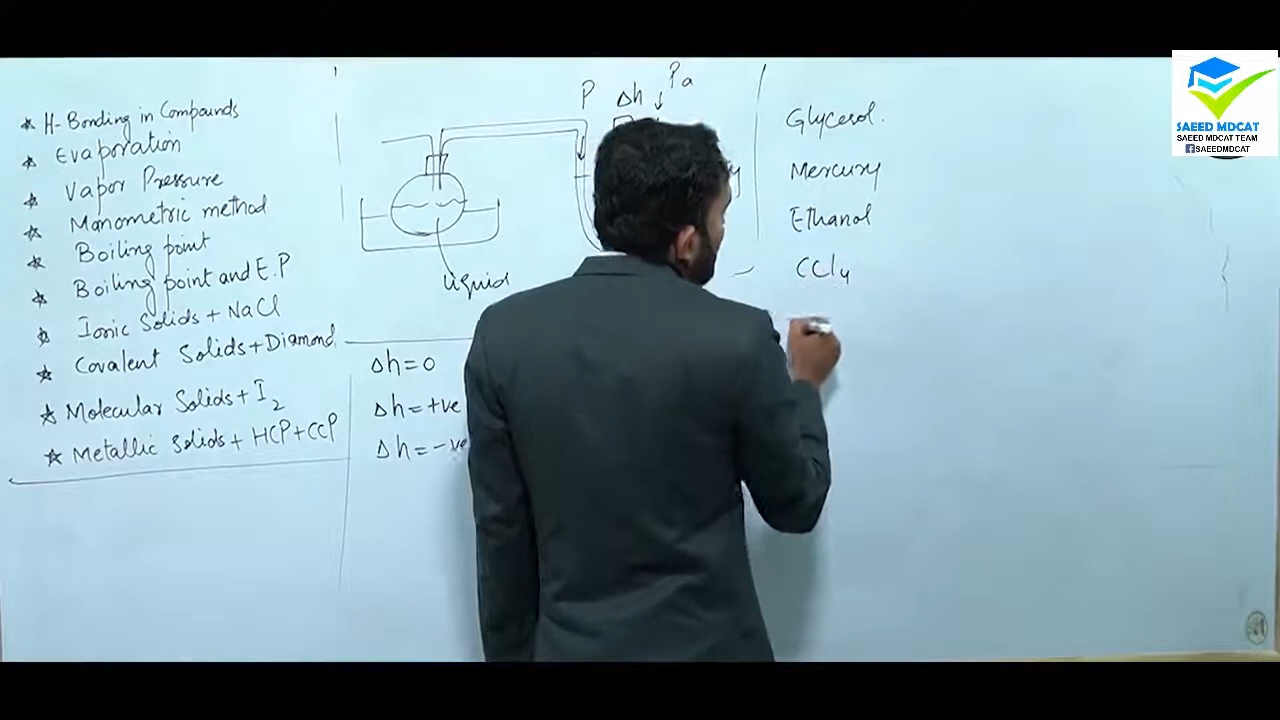 ★ H-Bonding in Compounds
★ Evaporation
★ Vapor Pressure
★ Manometric method
★ Boiling point
★ Boiling point and E.P
★ Ionic Solids + NaCl
★ Covalent Solids + Diamond
★ Molecular Solids + I2
★ Metallic Solids + HCP + CCP
P
Δh
Pa
liquid
Δh = 0
Δh = +ve
Δh = -ve
Glycerol.
Mercury
Ethanol
CCl4
SAEED MDCAT
SAEED MDCAT TEAM
SAEEDMDCAT